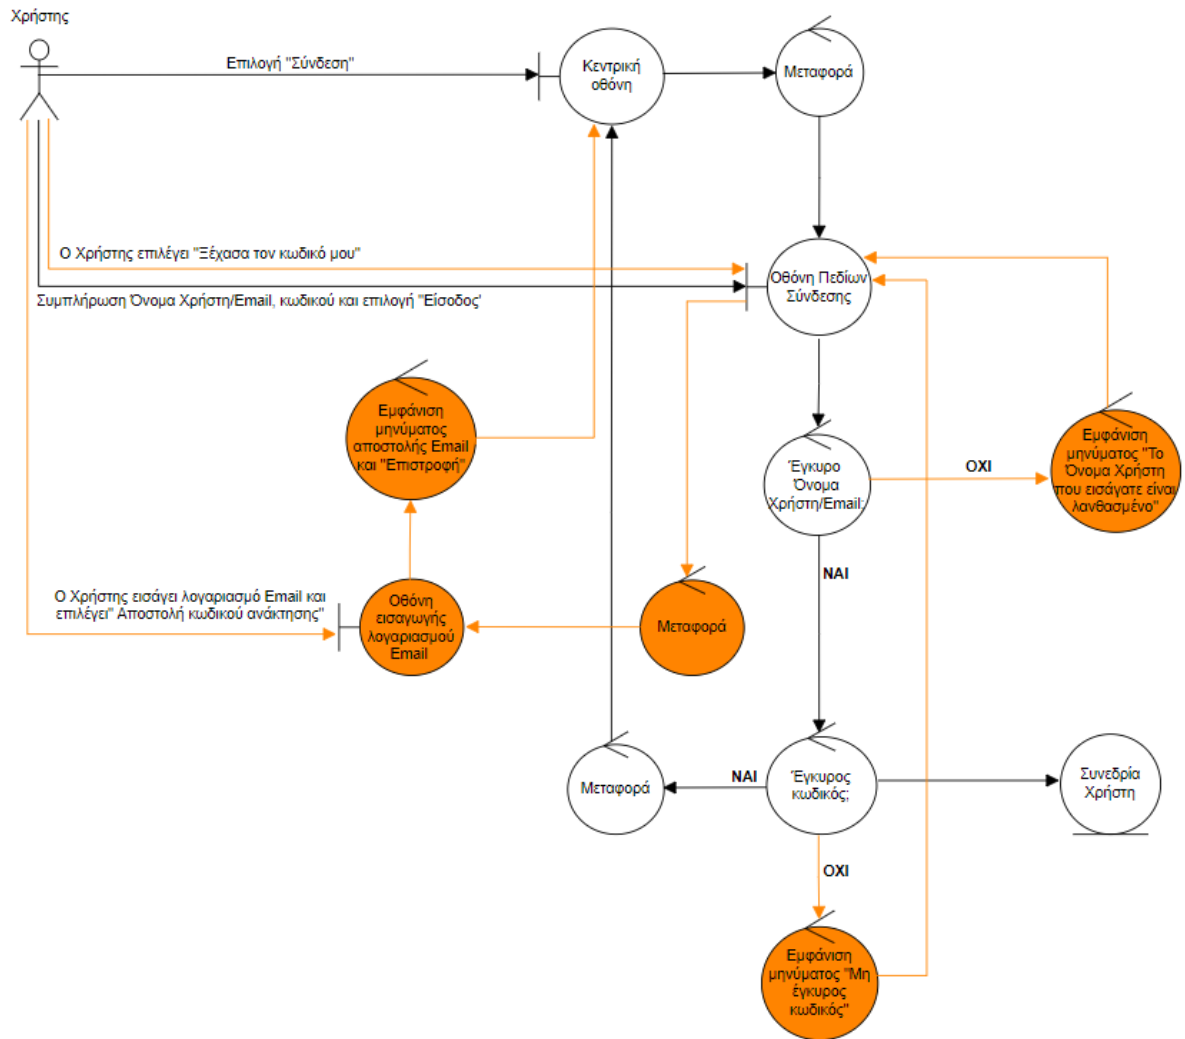 Χρήστης
Επιλογή "Σύνδεση"
Κεντρική
οθόνη
Μεταφορά
Ο Χρήστης επιλέγει "Ξέχασα τον κωδικό μου"
Συμπλήρωση Όνομα Χρήστη/Email, κωδικού και επιλογή "Είσοδος'
Οθόνη Πεδίων
Σύνδεσης
Εμφάνιση
μηνύματος
αποστολής Email
και "Επιστροφή"
Έγκυρο
Όνομα
Χρήστη/Email;
ΟΧΙ
Εμφάνιση
μηνύματος "Το
Όνομα Χρήστη
που εισάγατε είναι
λανθασμένο"
ΝΑΙ
Ο Χρήστης εισάγει λογαριασμό Email και
επιλέγει" Αποστολή κωδικού ανάκτησης"
Οθόνη
εισαγωγής
λογαριασμού
Email
Μεταφορά
Μεταφορά
ΝΑΙ
Έγκυρος
κωδικός;
Συνεδρία
Χρήστη
ΟΧΙ
Εμφάνιση
μηνύματος "Μη
έγκυρος
κωδικός"